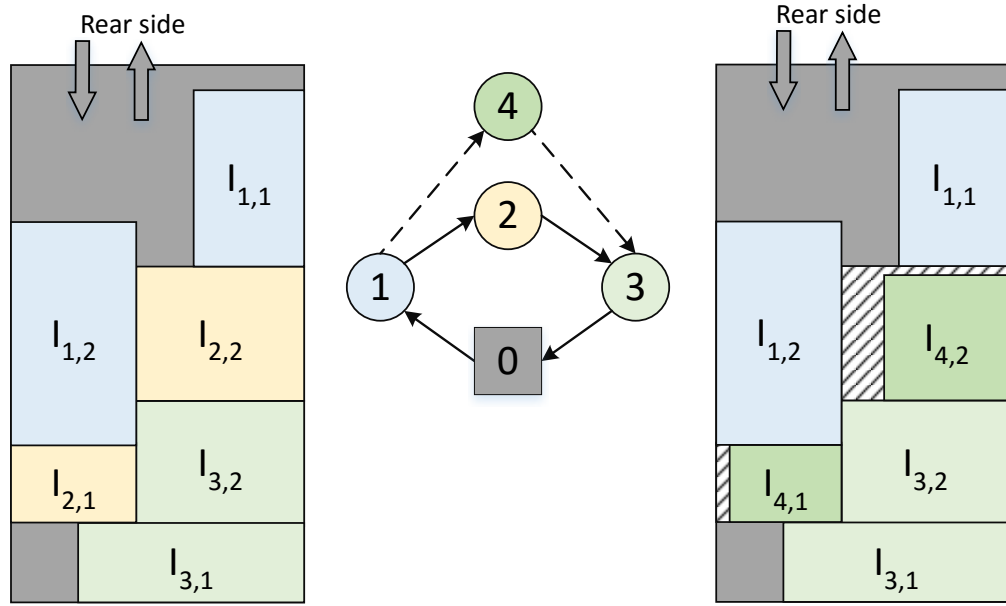 Rear side
I1,1
I1,2
I2,2
I2,1
I3,2
I3,1
4
2
1
3
0
Rear side
I1,1
I1,2
I4,2
I4,1
I3,2
I3,1